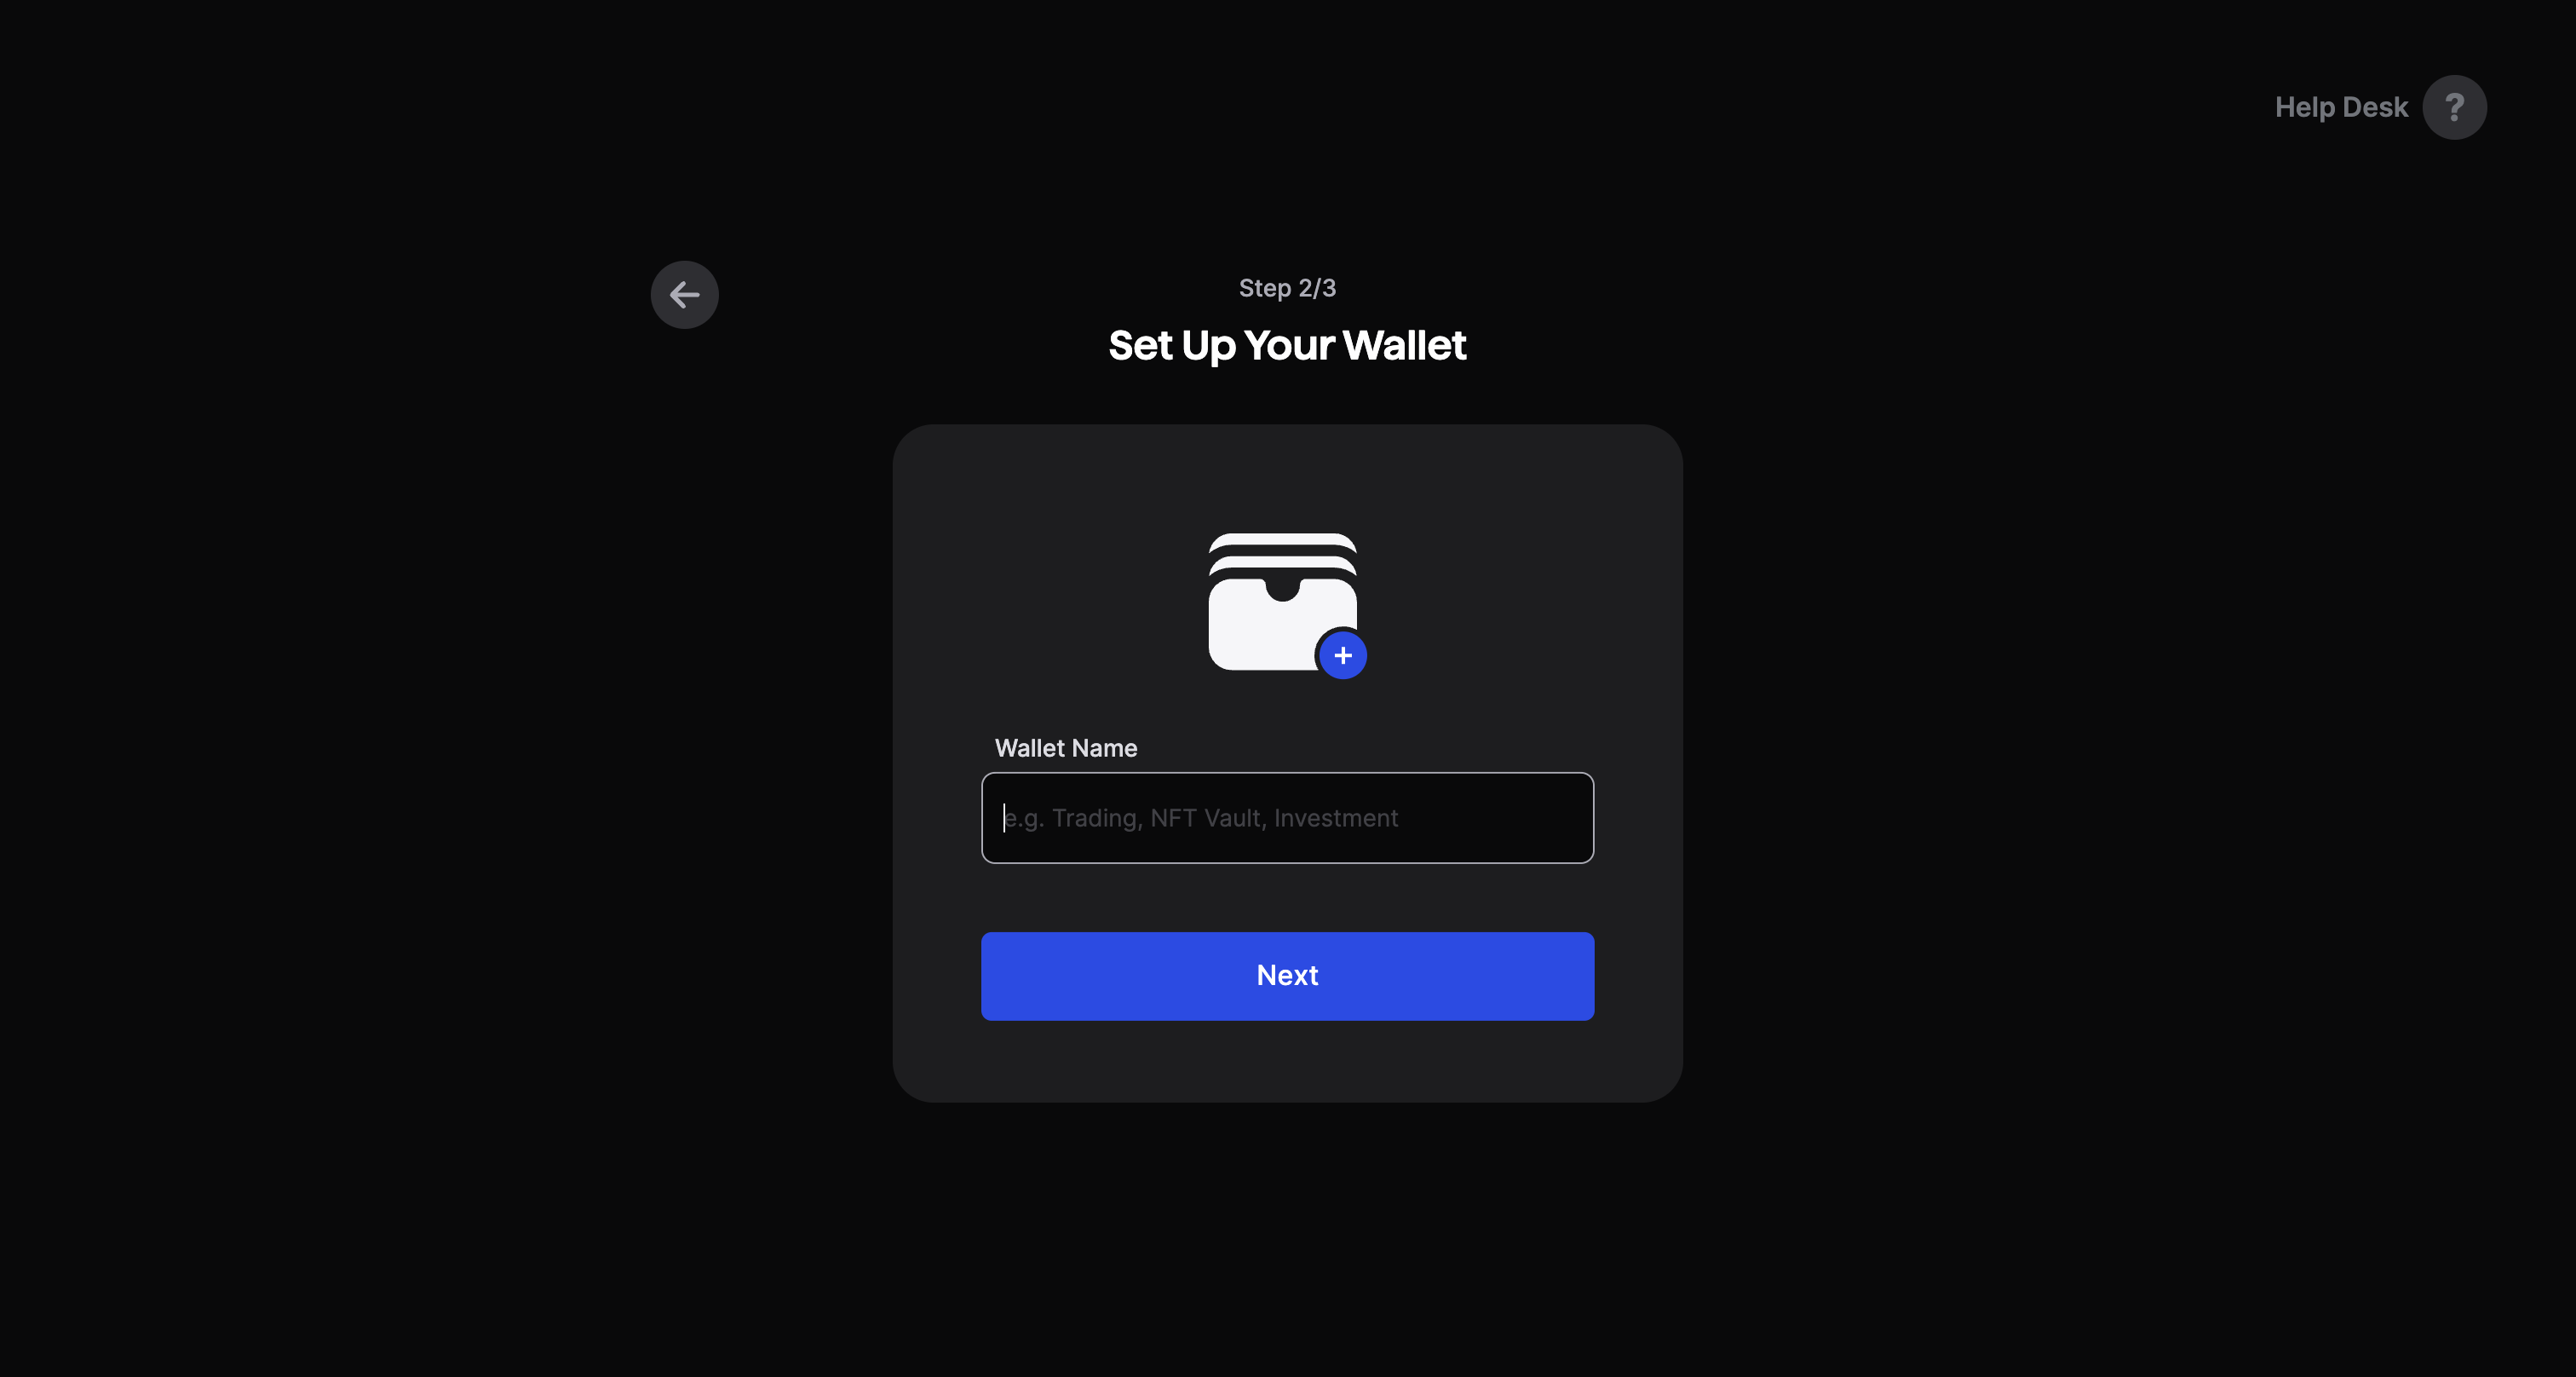 Help Desk ?
Step 2/3
Set Up Your Wallet
Wallet Name
e.g. Trading, NFT Vault, Investment
Next